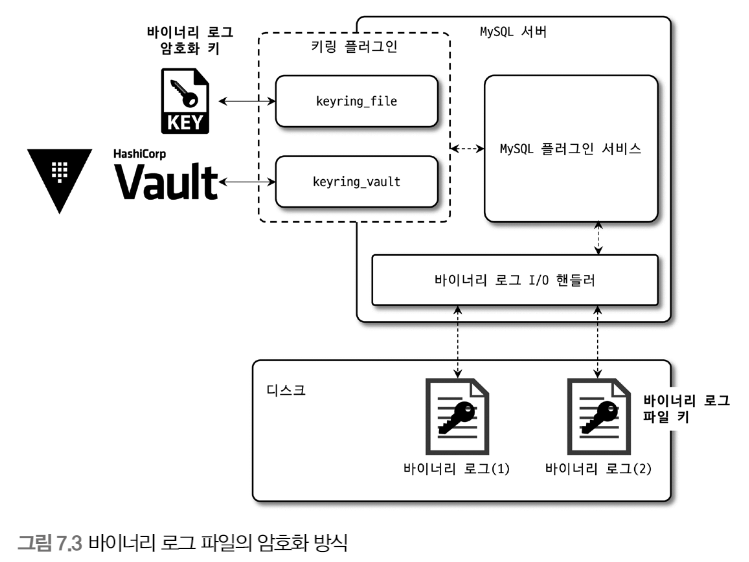 바이너리 로그
암호화 키
키링 플러그인
MySQL 서버
KEY
keyring_file
MySQL 플러그인 서비스
HashiCorp
Vault
keyring_vault
바이너리 로그 I/O 핸들러
디스크
바이너리 로그
파일 키
바이너리 로그(1)
바이너리 로그(2)
그림 7.3 바이너리 로그 파일의 암호화 방식